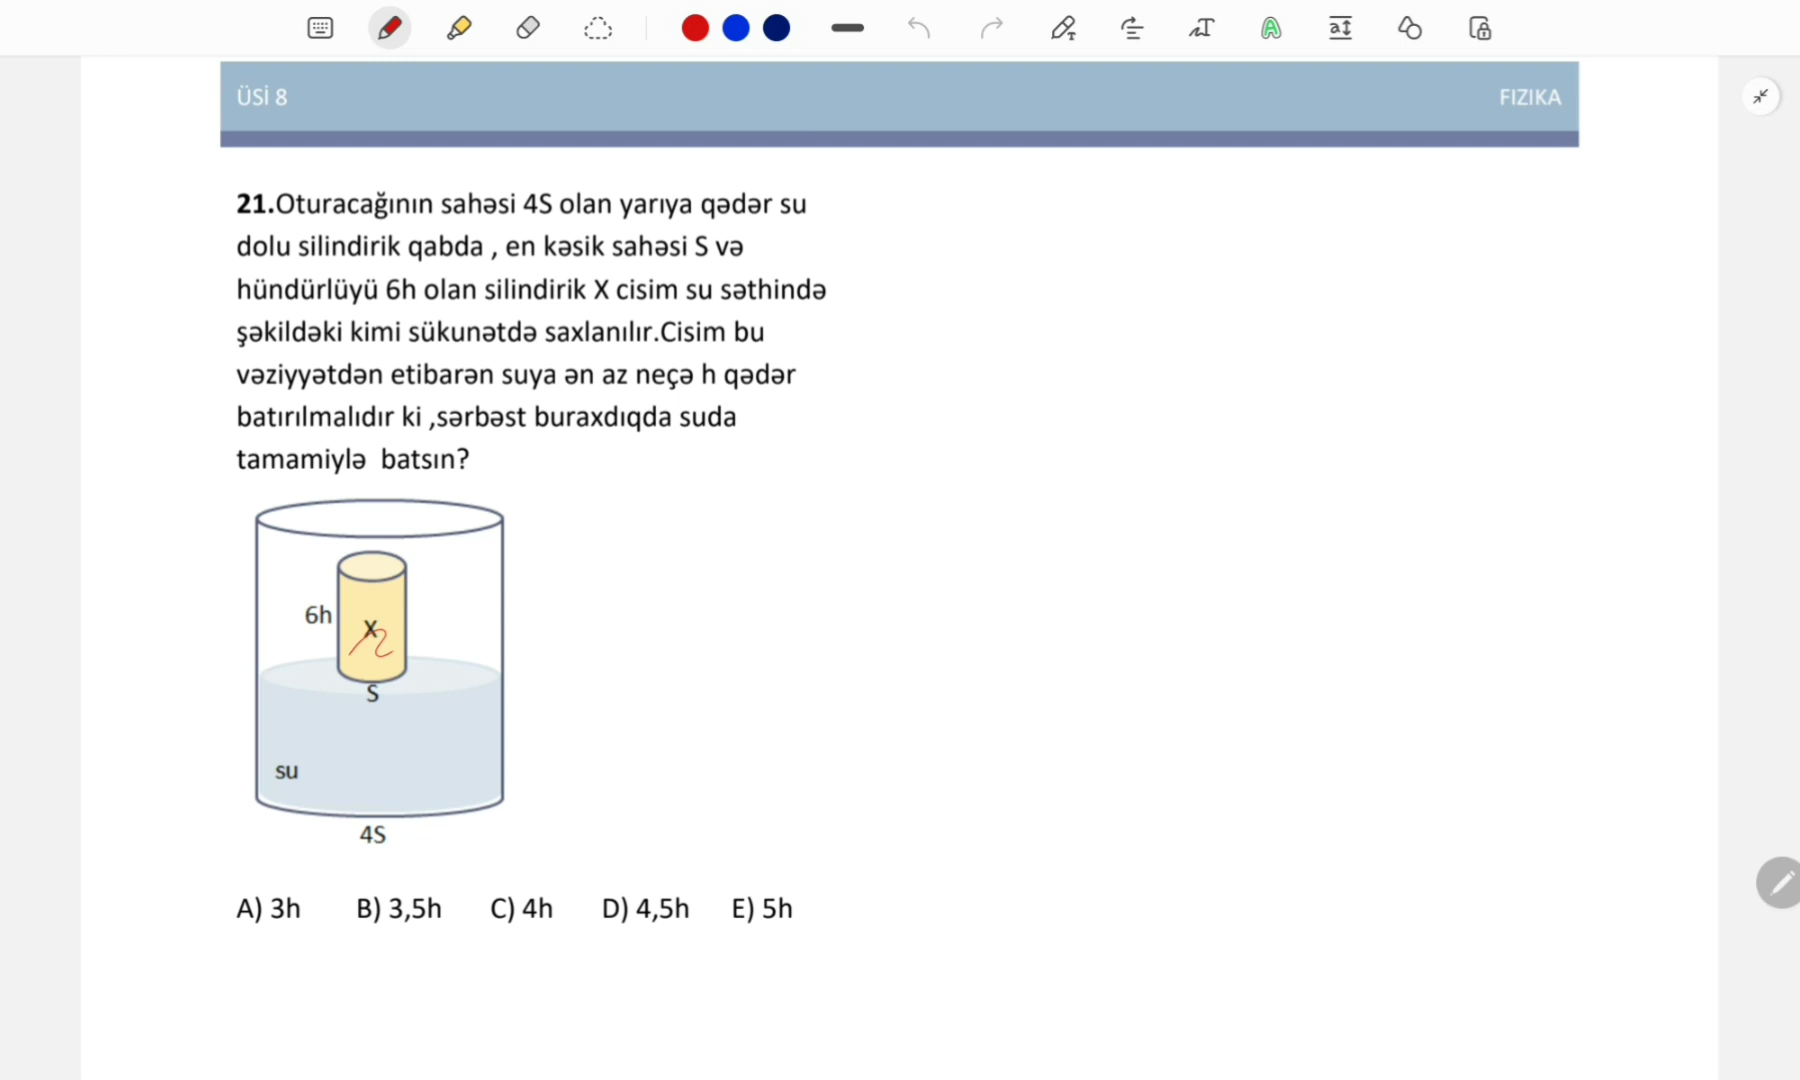 ÜSİ 8
FIZIKA
21.Oturacağının sahəsi 4S olan yarıya qədər su
dolu silindirik qabda , en kəsik sahəsi S və
hündürlüyü 6h olan silindirik X cisim su səthində
şəkildəki kimi sükunətdə saxlanılır.Cisim bu
vəziyyətdən etibarən suya ən az neçə h qədər
batırılmalıdır ki ,sərbəst buraxdıqda suda
tamamiylə batsın?
6h
X
S
su
4S
A) 3h B) 3,5h C) 4h D) 4,5h E) 5h